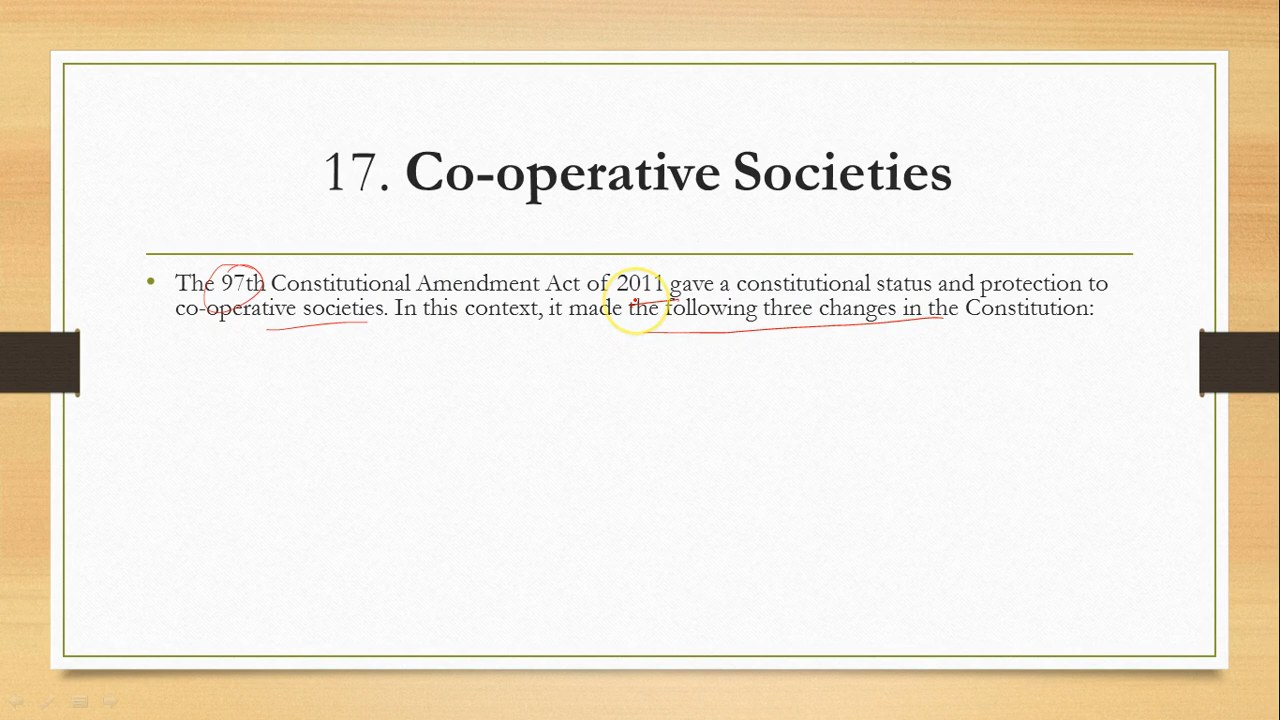 17. Co-operative Societies
• The 97th Constitutional Amendment Act of 2011 gave a constitutional status and protection to
co-operative societies. In this context, it made the following three changes in the Constitution: